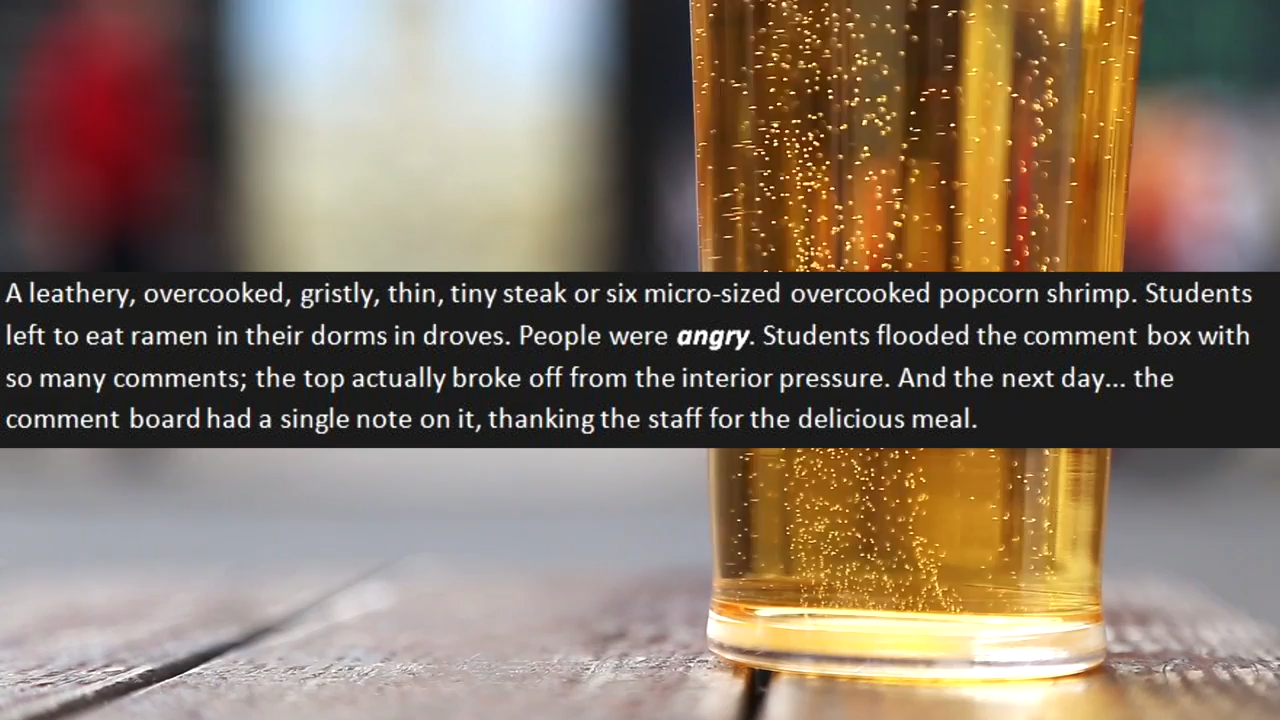 A leathery, overcooked, gristly, thin, tiny steak or six micro-sized overcooked popcorn shrimp. Students
left to eat ramen in their dorms in droves. People were angry. Students flooded the comment box with
so many comments; the top actually broke off from the interior pressure. And the next day... the
comment board had a single note on it, thanking the staff for the delicious meal.